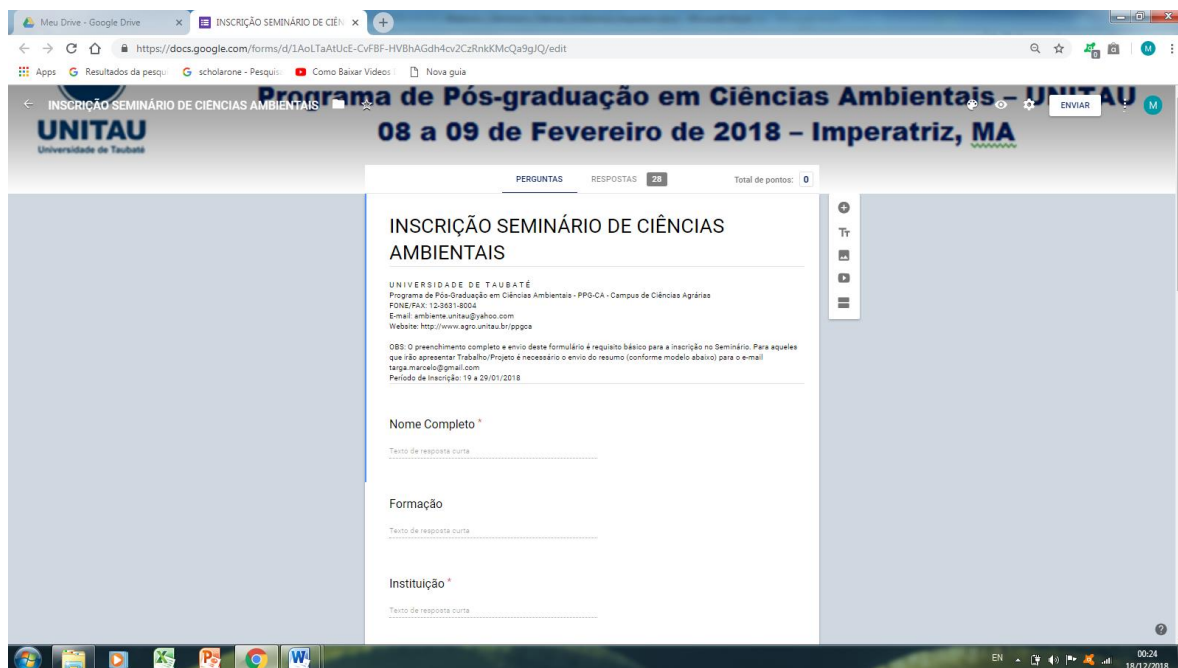 Meu Drive - Google Drive
INSCRIÇÃO SEMINÁRIO DE CIÊN
https://docs.google.com/forms/d/1AoLTaAtUcE-CvFBF-HVBhAGdh4cv2CzRnkKMcQa9gJQ/edit
M
Apps
Resultados da pesqu
scholarone - Pesquis
Como Baixar Videos
Nova guia
Programa de Pós-graduação em Ciências Ambientais – UNITAU
INSCRIÇÃO SEMINÁRIO DE CIÊNCIAS AMBIENTAIS
ENVIAR
M
UNITAU
Universidade de Taubaté
08 a 09 de Fevereiro de 2018 – Imperatriz, MA
PERGUNTAS
RESPOSTAS 28
Total de pontos: 0
INSCRIÇÃO SEMINÁRIO DE CIÊNCIAS
AMBIENTAIS
Tт
U N I V E R S I D A D E D E T A U B A T É
Programa de Pós-Graduação em Ciências Ambientais - PPG-CA - Campus de Ciências Agrárias
FONE/FAX: 12-3631-8004
E-mail: ambiente.unitau@yahoo.com
Website: http://www.agro.unitau.br/ppgca
OBS: O preenchimento completo e envio deste formulário é requisito básico para a inscrição no Seminário. Para aqueles
que irão apresentar Trabalho/Projeto é necessário o envio do resumo (conforme modelo abaixo) para o e-mail
targa.marcelo@gmail.com
Período de Inscrição: 19 a 29/01/2018
Nome Completo *
Texto de resposta curta
Formação
Texto de resposta curta
Instituição *
Texto de resposta curta
EN
00:24
18/12/2018